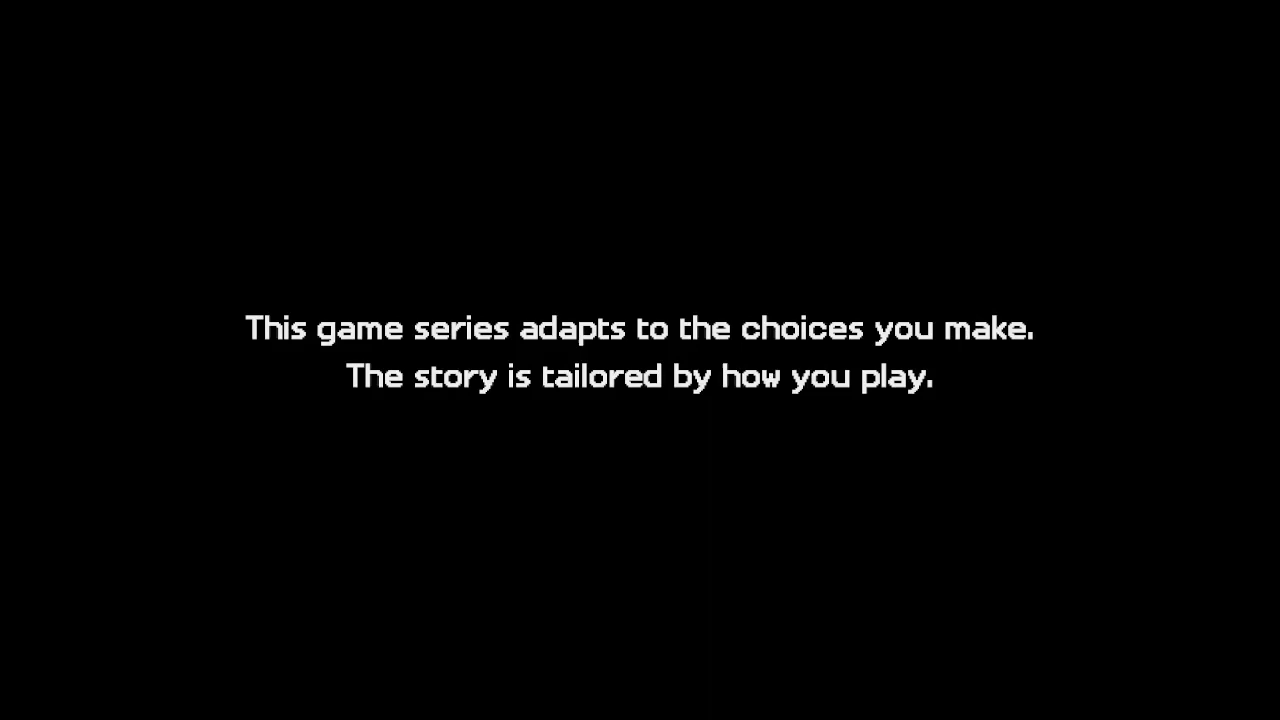 This game series adapts to the choices you make.
The story is tailored by how you play.